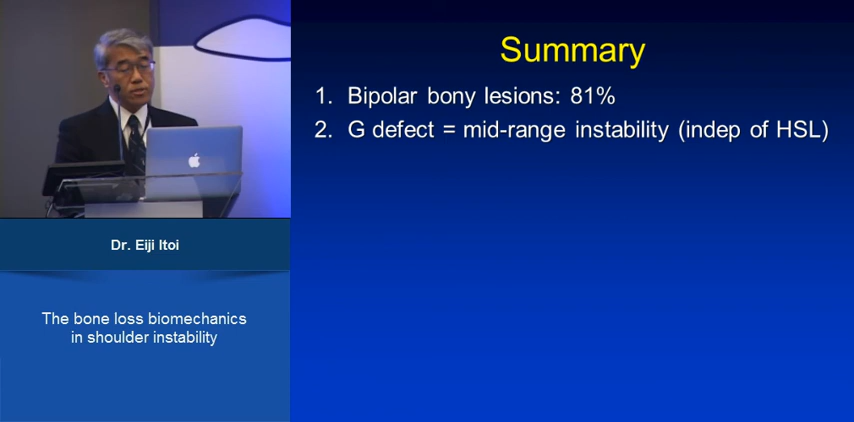 Summary
1. Bipolar bony lesions: 81%
2. G defect = mid-range instability (indep of HSL)
Dr. Eiji Itoi
The bone loss biomechanics
in shoulder instability